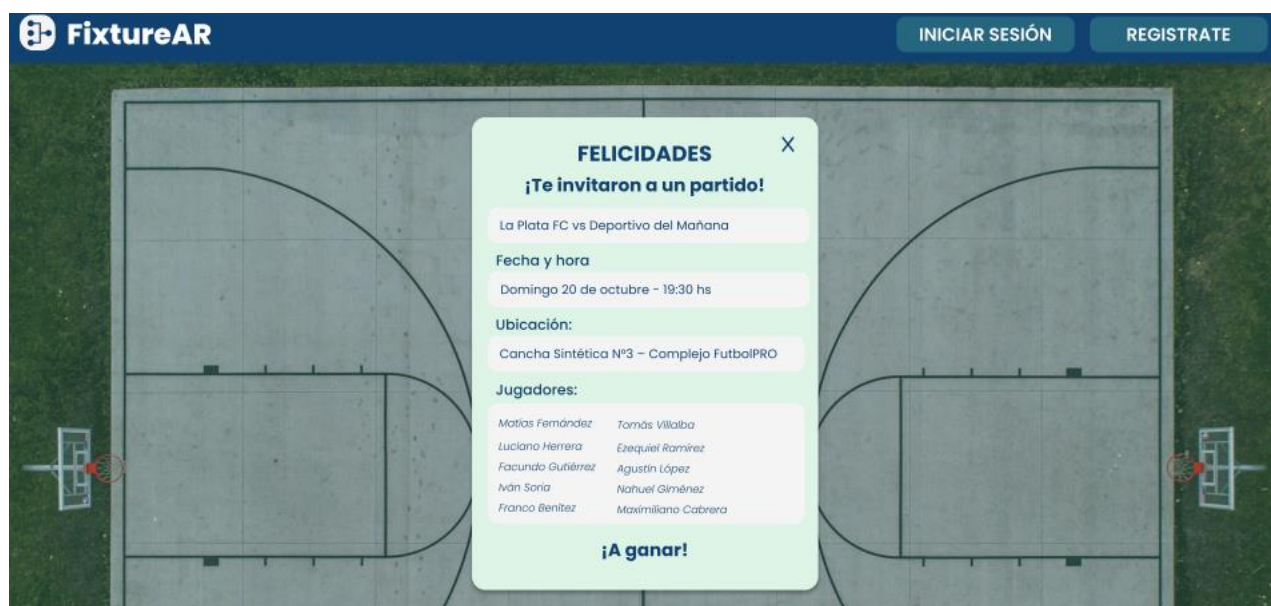 FixtureAR
INICIAR SESIÓN
REGISTRATE
X
FELICIDADES
¡Te invitaron a un partido!
La Plata FC vs Deportivo del Mañana
Fecha y hora
Domingo 20 de octubre - 19:30 hs
Ubicación:
Cancha Sintética N°3 – Complejo FutbolPRO
Jugadores:
Matías Fernández Tomás Villalba
Luciano Herrera Ezequiel Ramírez
Facundo Gutiérrez Agustín López
Iván Soria Nahuel Giménez
Franco Benítez Maximiliano Cabrera
¡A ganar!